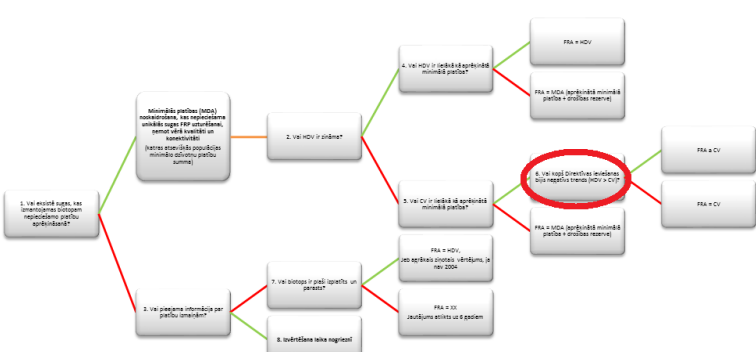 4. Vai HDV ir lielākā kā aprēķinātā
minimālā platība?
FRA = HDV
FRA = MDA (aprēķinātā minimālā
platība + drošības rezerve)
Minimālās platības (MDA)
noskaidrošana, kas nepieciešama
unikālās sugas FRP uzturēšanai,
ņemot vērā kvalitāti un
konektivitāti
(katras atsevišķās populācijas
minimālo dzīvotņu platību
summa)
2. Vai HDV ir zināma?
1. Vai eksistē sugas, kas
izmantojamas biotopam
nepieciešamo platību
aprēķināšanā?
5. Vai CV ir lielākā kā aprēķinātā
minimālā platība?
6. Vai kopš Direktīvas ieviešanas
bijis negatīvs trends (HDV > CV)?
FRA ≥ CV
FRA = CV
FRA = MDA (aprēķinātā minimālā
platība + drošības rezerve)
3. Vai pieejama informācija par
platību izmaiņām?
7. Vai biotops ir plaši izplatīts un
parasts?
FRA = HDV,
jeb agrākais ziņotais vērtējums, ja
nav 2004
FRA = XX
Jautājums atlikts uz 6 gadiem
8. Izvērtēšana laika nogrieznī